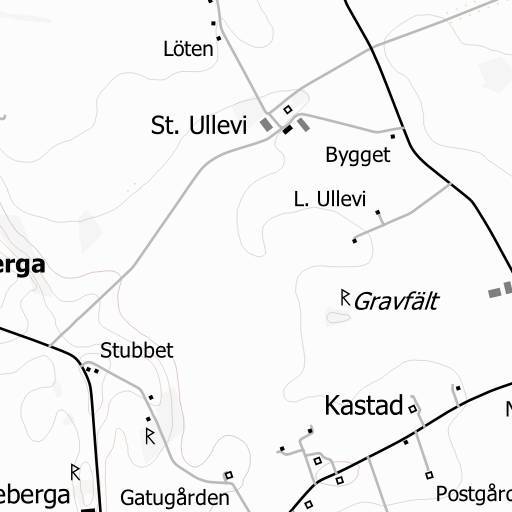 Löten
St. Ullevi
Bygget
L. Ullevi
erga
Gravfält
Stubbet
Kastad
eberga
Gatugården
Postgård